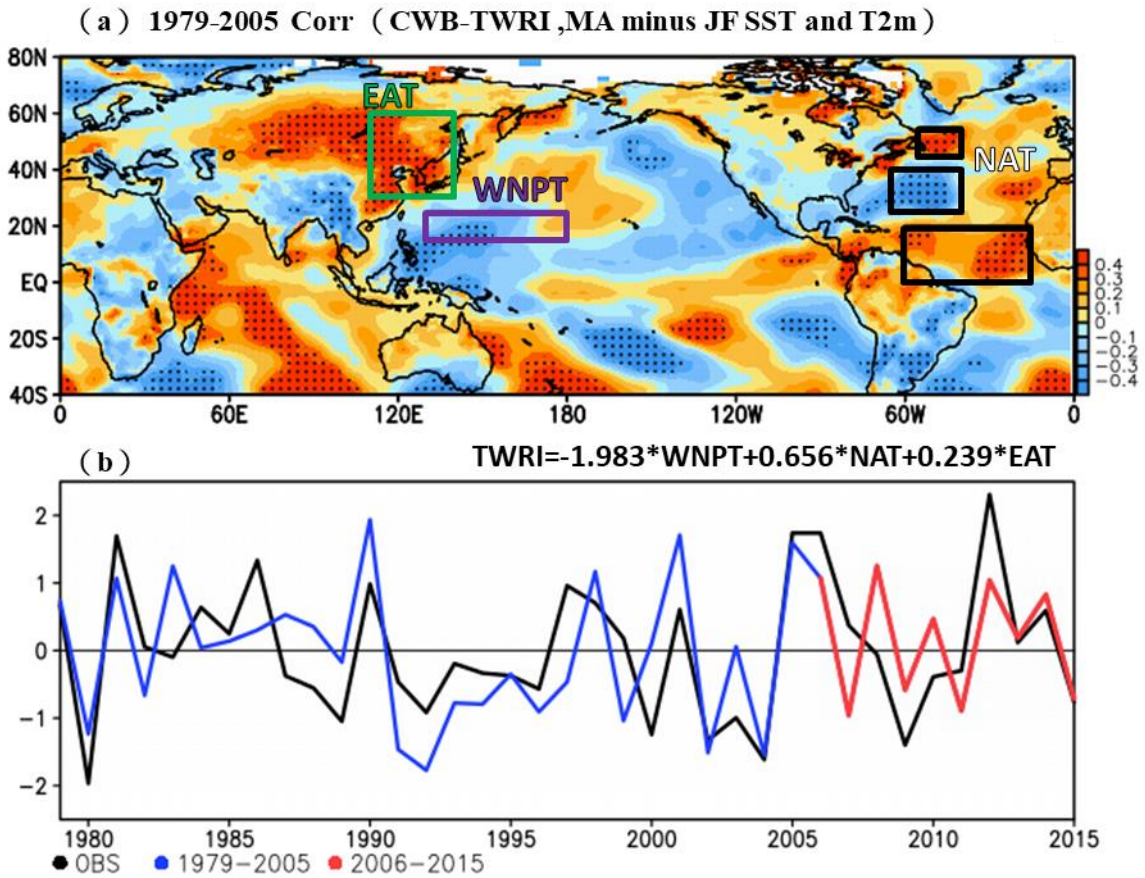 (a) 1979-2005 Corr (CWB-TWRI ,MA minus JF SST and T2m)
80N
60N
40N
20N
EQ
20S
40S
EAT
WNPT
NAT
0.4
0.3
0.2
0.1
0
-0.1
-0.2
-0.3
-0.4
0 60E 120E 180 120W 60W 0
(b) TWRI=-1.983*WNPT+0.656*NAT+0.239*EAT
2
1
0
-1
-2
1980 1985 1990 1995 2000 2005 2010 2015
OBS 1979-2005 2006-2015